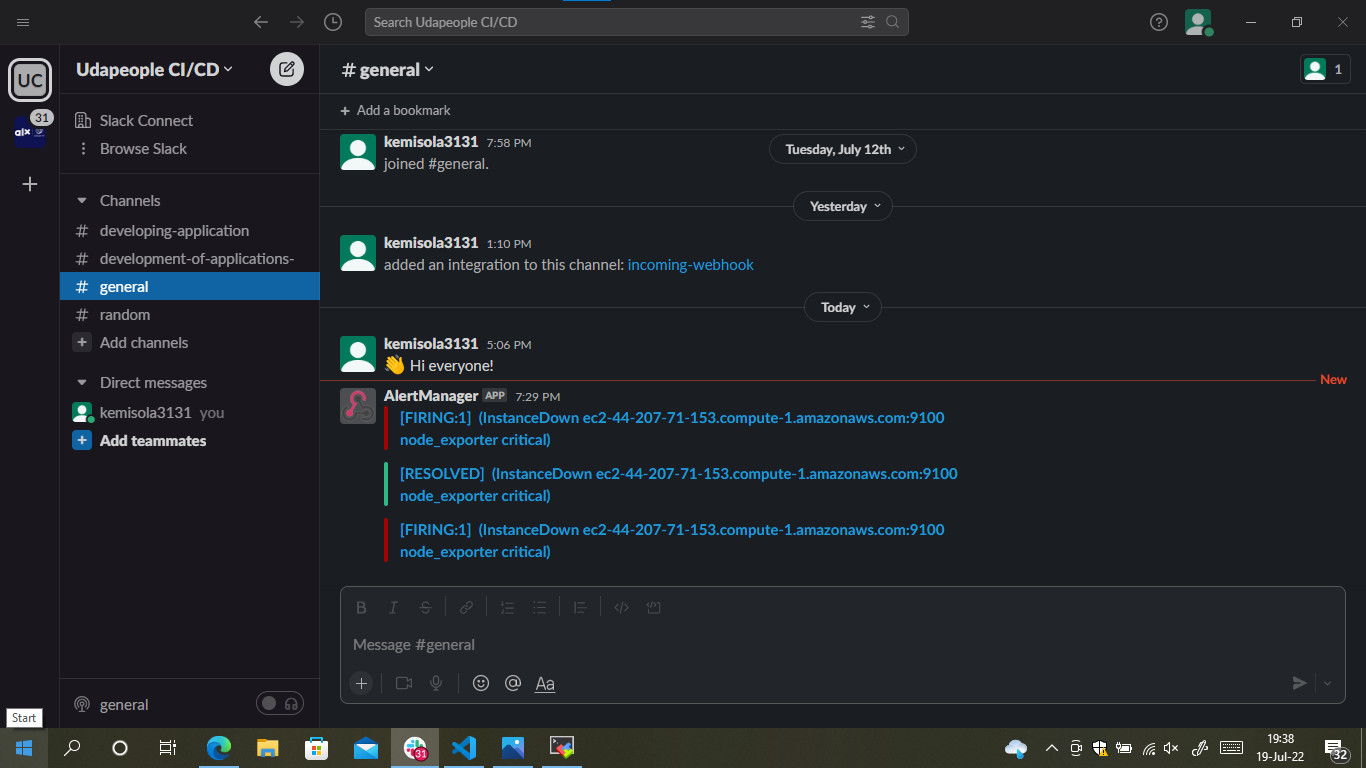 Search Udapeople CI/CD
UC
Udapeople CI/CD
# general
1
31
alx
Slack Connect
Browse Slack
+ Add a bookmark
kemisola3131 7:58 PM
joined #general.
Tuesday, July 12th
Yesterday
Channels
# developing-application
# development-of-applications-
# general
# random
+ Add channels
Direct messages
kemisola3131 you
+ Add teammates
kemisola3131 1:10 PM
added an integration to this channel: incoming-webhook
Today
kemisola3131 5:06 PM
👋 Hi everyone!
New
AlertManager APP 7:29 PM
[FIRING:1] (InstanceDown ec2-44-207-71-153.compute-1.amazonaws.com:9100
node_exporter critical)
[RESOLVED] (InstanceDown ec2-44-207-71-153.compute-1.amazonaws.com:9100
node_exporter critical)
[FIRING:1] (InstanceDown ec2-44-207-71-153.compute-1.amazonaws.com:9100
node_exporter critical)
B I S
Message #general
Aa
general
Start
31
19:38
19-Jul-22
32